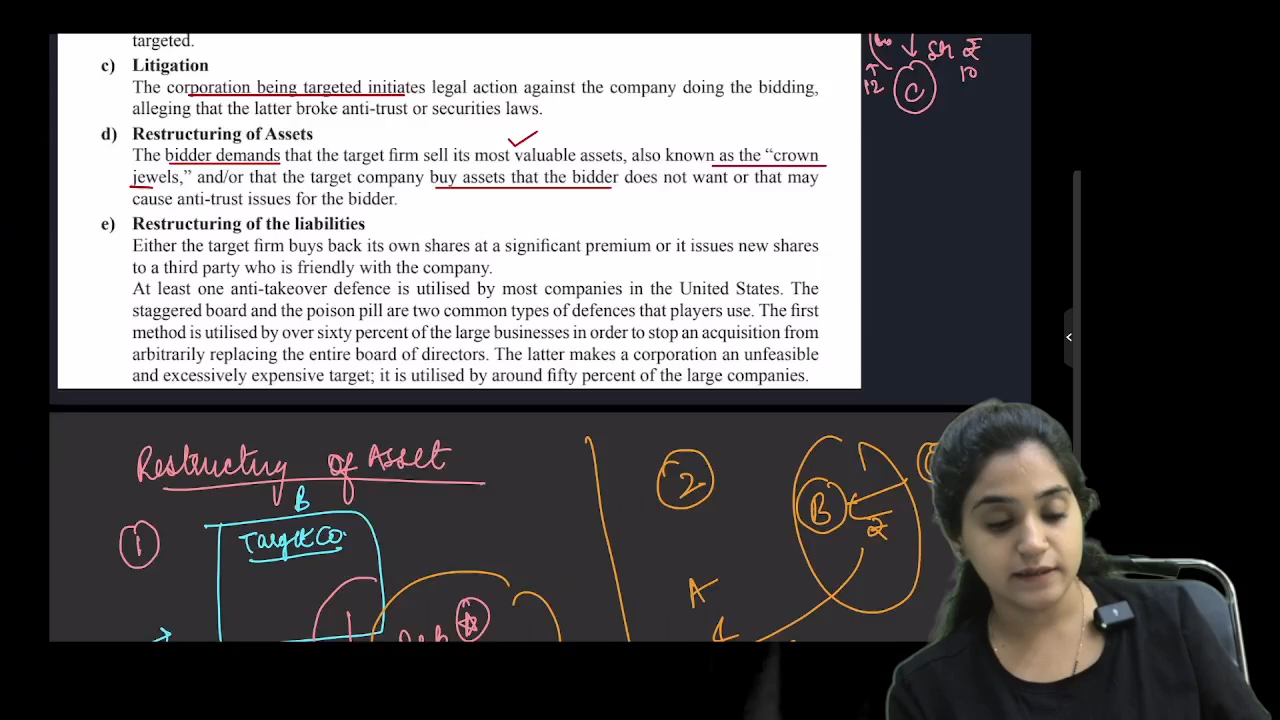 targeted.
c) Litigation
The corporation being targeted initiates legal action against the company doing the bidding,
alleging that the latter broke anti-trust or securities laws.
d) Restructuring of Assets
The bidder demands that the target firm sell its most valuable assets, also known as the “crown
jewels,” and/or that the target company buy assets that the bidder does not want or that may
cause anti-trust issues for the bidder.
e) Restructuring of the liabilities
Either the target firm buys back its own shares at a significant premium or it issues new shares
to a third party who is friendly with the company.
At least one anti-takeover defence is utilised by most companies in the United States. The
staggered board and the poison pill are two common types of defences that players use. The first
method is utilised by over sixty percent of the large businesses in order to stop an acquisition from
arbitrarily replacing the entire board of directors. The latter makes a corporation an unfeasible
and excessively expensive target; it is utilised by around fifty percent of the large companies.
Sh ₹
10
12
C
Restructing of Asset
B
1
Target Co.
2
B
₹
A